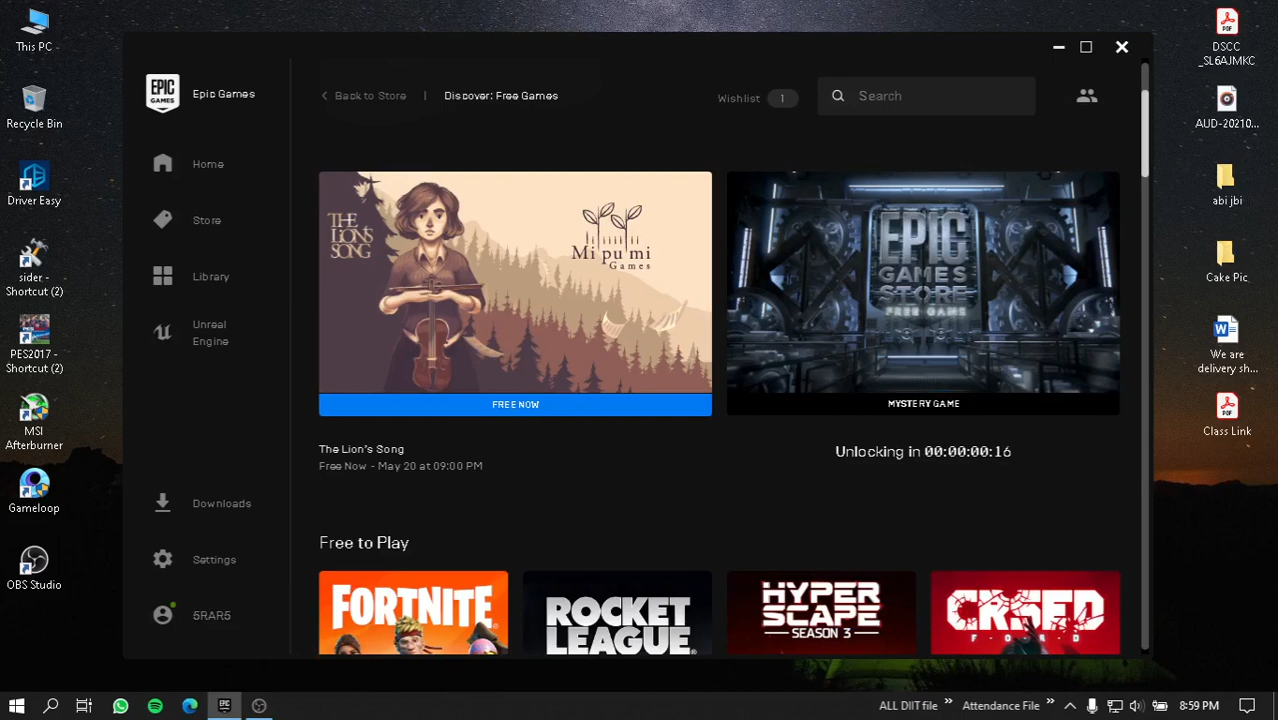 This PC
Recycle Bin
Driver Easy
sider -
Shortcut (2)
PES2017 -
Shortcut (2)
MSI
Afterburner
Gameloop
OBS Studio
EPIC
GAMES
Epic Games
Home
Store
Library
Unreal
Engine
Downloads
Settings
5RAR5
Back to Store
|
Discover: Free Games
Wishlist 1
Search
THE
LION'S
SONG
Mi pu mi
Games
FREE NOW
The Lion's Song
Free Now - May 20 at 09:00 PM
EPIC
GAMES
STORE
FREE GAME
MYSTERY GAME
Unlocking in 00:00:00:16
Free to Play
FORTNITE
ROCKET
LEAGUE
HYPER
SCAPE
SEASON 3
CRSED
F.O.A.D
DSCC
_SL6AJMKC
AUD-20210...
abi jbi
Cake Pic
We are
delivery sh...
Class Link
ALL DIIT file
Attendance File
8:59 PM